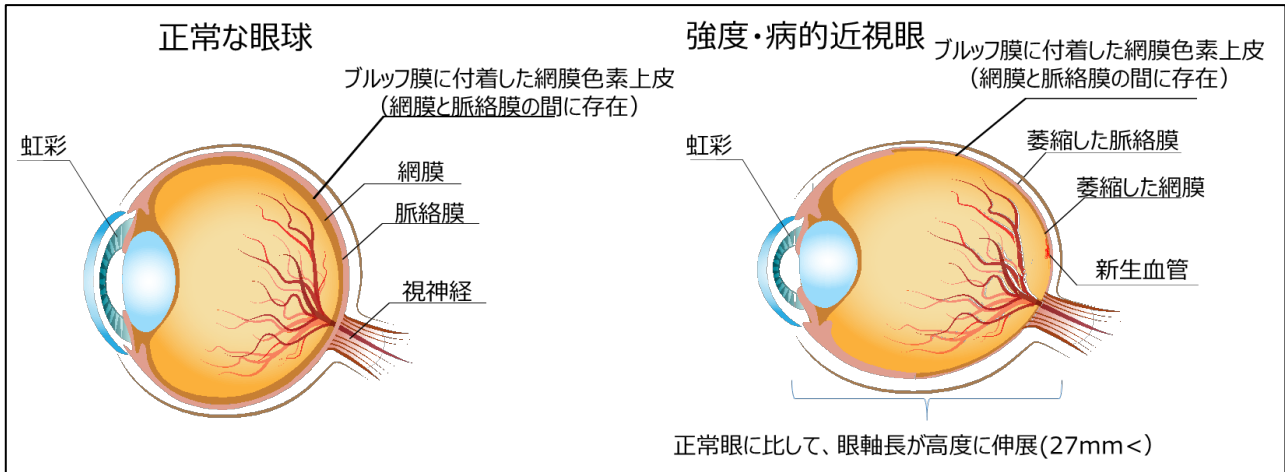 正常な眼球
ブルッフ膜に付着した網膜色素上皮
（網膜と脈絡膜の間に存在）
虹彩
網膜
脈絡膜
視神経
強度・病的近視眼
ブルッフ膜に付着した網膜色素上皮
（網膜と脈絡膜の間に存在）
虹彩
萎縮した脈絡膜
萎縮した網膜
新生血管
正常眼に比して、眼軸長が高度に伸展(27mm<）